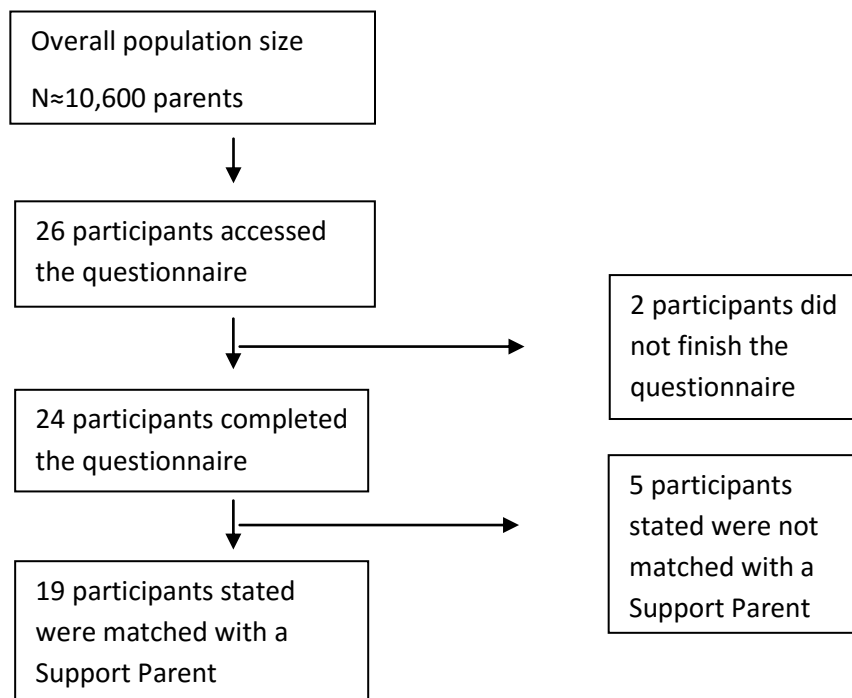 Overall population size
N≈10,600 parents
26 participants accessed
the questionnaire
2 participants did
not finish the
questionnaire
24 participants completed
the questionnaire
5 participants
stated were not
matched with a
Support Parent
19 participants stated
were matched with a
Support Parent